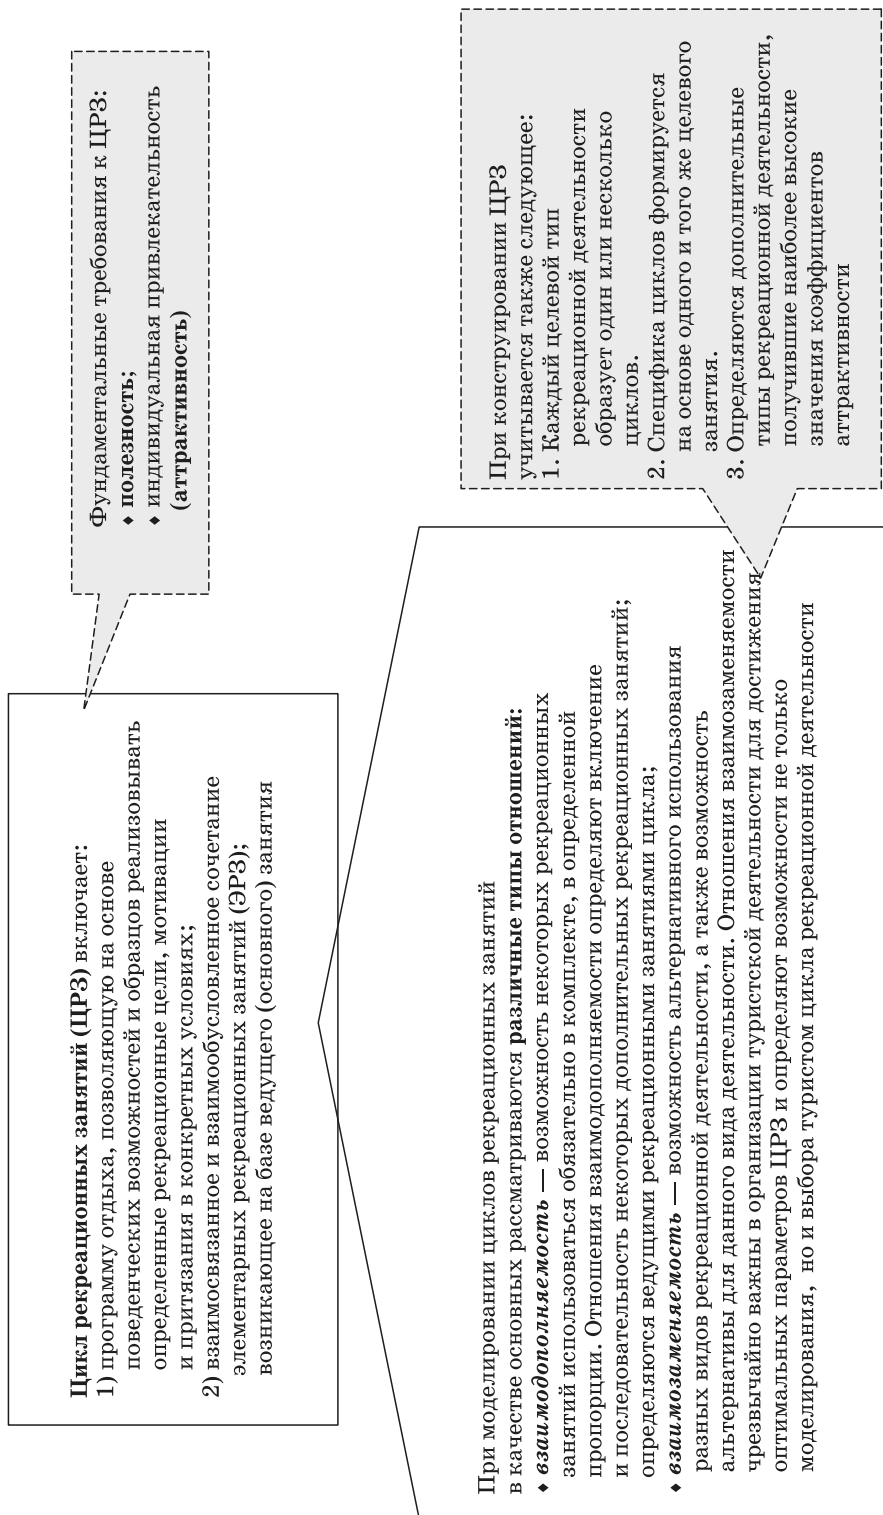 Цикл рекреационных занятий (ЦРЗ) включает:
1) программу отдыха, позволяющую на основе
поведенческих возможностей и образцов реализовывать
определенные рекреационные цели, мотивации
и притязания в конкретных условиях;
2) взаимосвязанное и взаимообусловленное сочетание
элементарных рекреационных занятий (ЭРЗ);
возникающее на базе ведущего (основного) занятия
Фундаментальные требования к ЦРЗ:
♦ полезность;
♦ индивидуальная привлекательность
(аттрактивность)
При моделировании циклов рекреационных занятий
в качестве основных рассматриваются различные типы отношений:
♦ взаимодополняемость — возможность некоторых рекреационных
занятий использоваться обязательно в комплекте, в определенной
пропорции. Отношения взаимодополняемости определяют включение
и последовательность некоторых дополнительных рекреационных занятий;
определяются ведущими рекреационными занятиями цикла;
♦ взаимозаменяемость — возможность альтернативного использования
разных видов рекреационной деятельности, а также возможность
альтернативы для данного вида деятельности. Отношения взаимозаменяемости
чрезвычайно важны в организации туристской деятельности для достижения
оптимальных параметров ЦРЗ и определяют возможности не только
моделирования, но и выбора туристом цикла рекреационной деятельности
При конструировании ЦРЗ
учитывается также следующее:
1. Каждый целевой тип
рекреационной деятельности
образует один или несколько
циклов.
2. Специфика циклов формируется
на основе одного и того же целевого
занятия.
3. Определяются дополнительные
типы рекреационной деятельности,
получившие наиболее высокие
значения коэффициентов
аттрактивности